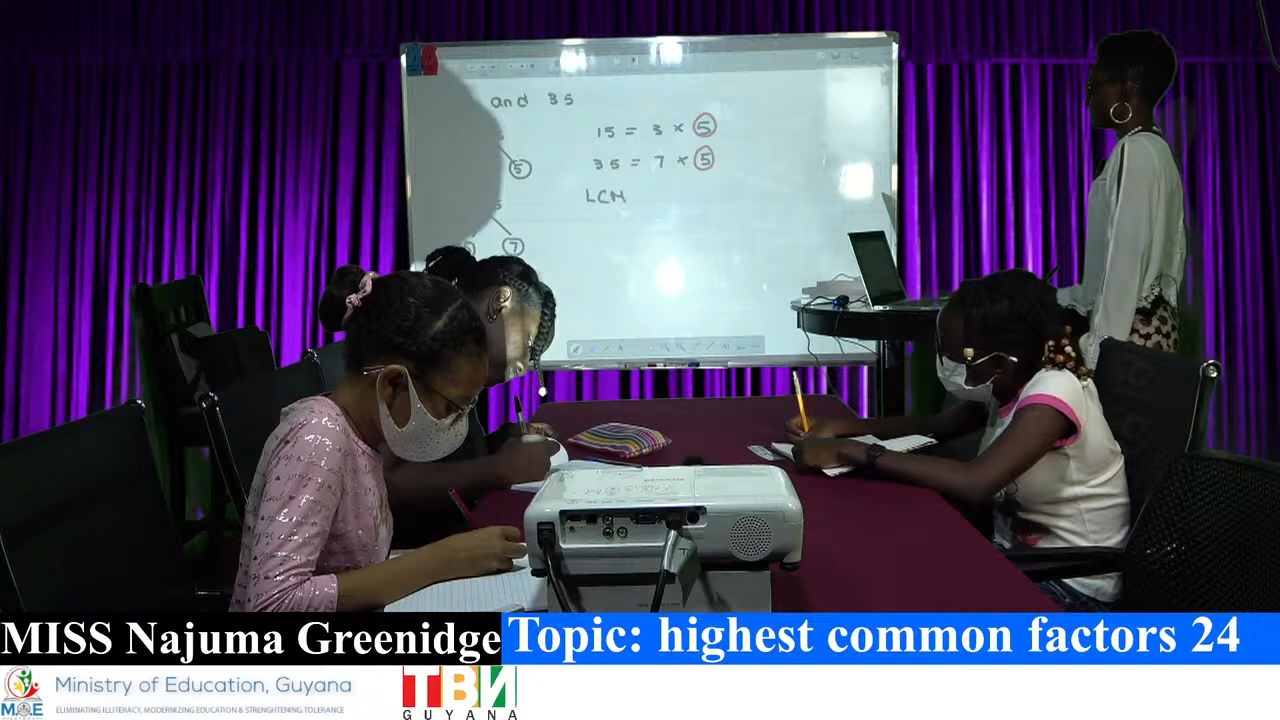 and 35
15 = 3 × 5
5
35 = 7 × 5
LCM
7
MISS Najuma Greenidge
Topic: highest common factors 24
M.O.E
Ministry of Education, Guyana
ELIMINATING ILLITERACY, MODERNIZING EDUCATION & STRENGHTENING TOLERANCE
TBN
GUYANA